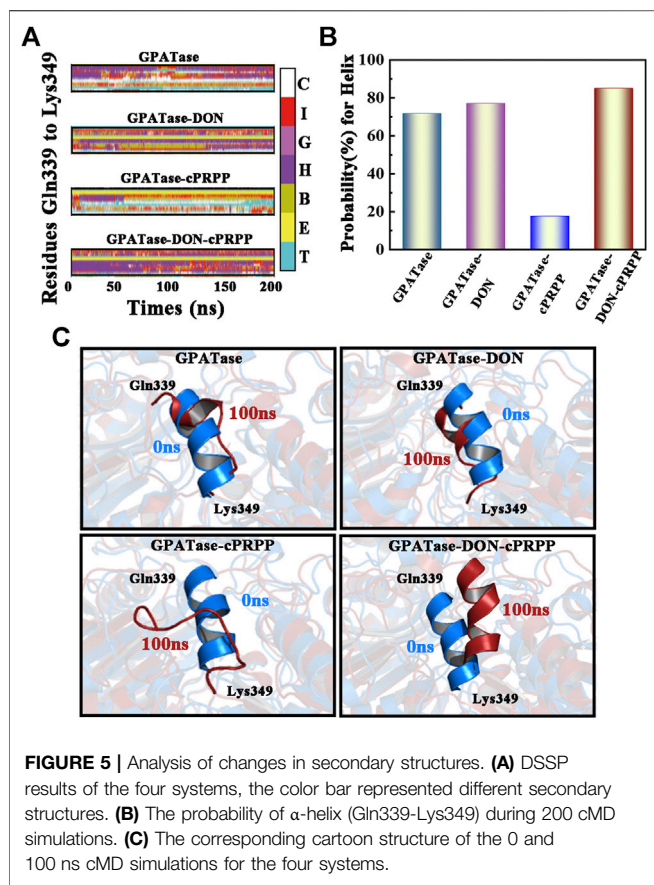 A
GPATase
GPATase-DON
GPATase-cPRPP
GPATase-DON-cPRPP
Residues Gln339 to Lys349
0 50 100 150 200
Times (ns)
C
I
G
H
B
E
T
B
Probability(%) for Helix
100
80
60
40
20
0
GPATase
GPATase-
DON
GPATase-
cPRPP
GPATase-
DON-cPRPP
C
GPATase
Gln339
100ns
0ns
Lys349
GPATase-DON
Gln339
0ns
100ns
Lys349
GPATase-cPRPP
Gln339
0ns
100ns
Lys349
GPATase-DON-cPRPP
Gln339
100ns
0ns
Lys349
FIGURE 5 | Analysis of changes in secondary structures. (A) DSSP
results of the four systems, the color bar represented different secondary
structures. (B) The probability of α-helix (Gln339-Lys349) during 200 cMD
simulations. (C) The corresponding cartoon structure of the 0 and
100 ns cMD simulations for the four systems.